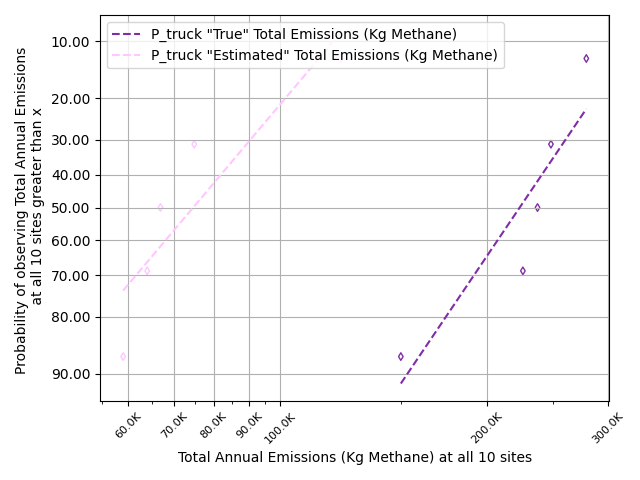 P_truck "True" Total Emissions (Kg Methane)
P_truck "Estimated" Total Emissions (Kg Methane)
Probability of observing Total Annual Emissions
at all 10 sites greater than x
10.00
20.00
30.00
40.00
50.00
60.00
70.00
80.00
90.00
60.0K
70.0K
80.0K
90.0K
100.0K
200.0K
300.0K
Total Annual Emissions (Kg Methane) at all 10 sites